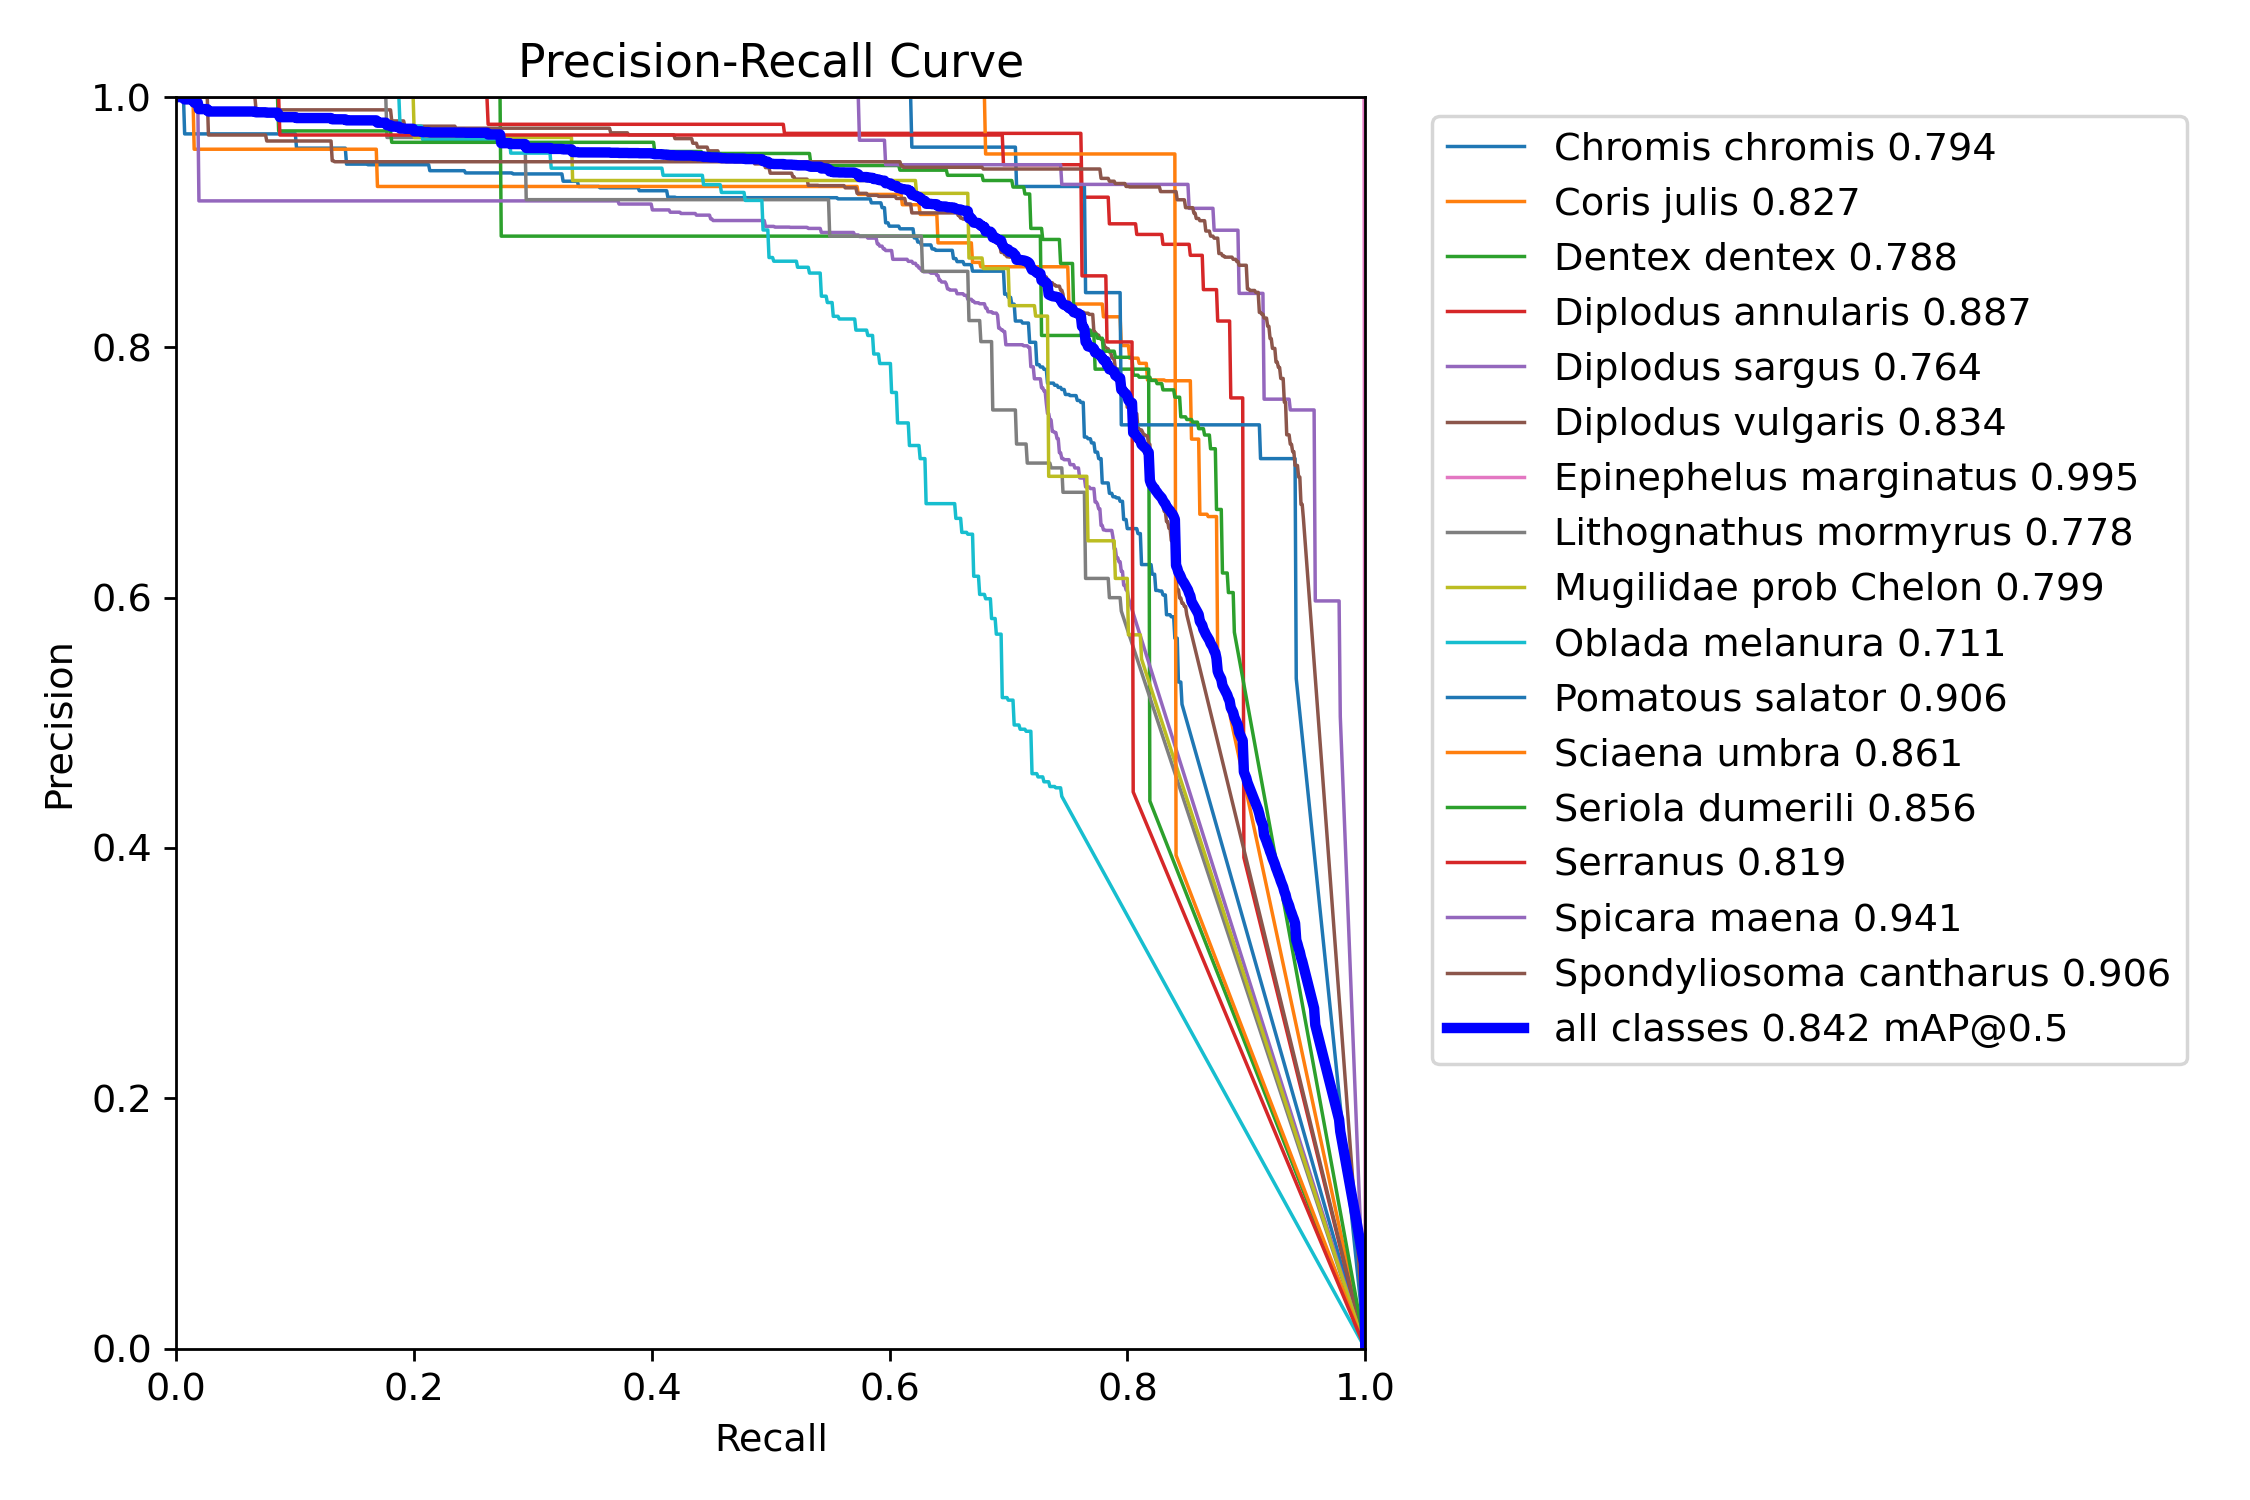 Precision-Recall Curve
1.0
0.8
0.6
0.4
0.2
0.0
Precision
0.0 0.2 0.4 0.6 0.8 1.0
Recall
Chromis chromis 0.794
Coris julis 0.827
Dentex dentex 0.788
Diplodus annularis 0.887
Diplodus sargus 0.764
Diplodus vulgaris 0.834
Epinephelus marginatus 0.995
Lithognathus mormyrus 0.778
Mugilidae prob Chelon 0.799
Oblada melanura 0.711
Pomatous salator 0.906
Sciaena umbra 0.861
Seriola dumerili 0.856
Serranus 0.819
Spicara maena 0.941
Spondyliosoma cantharus 0.906
all classes 0.842 mAP@0.5